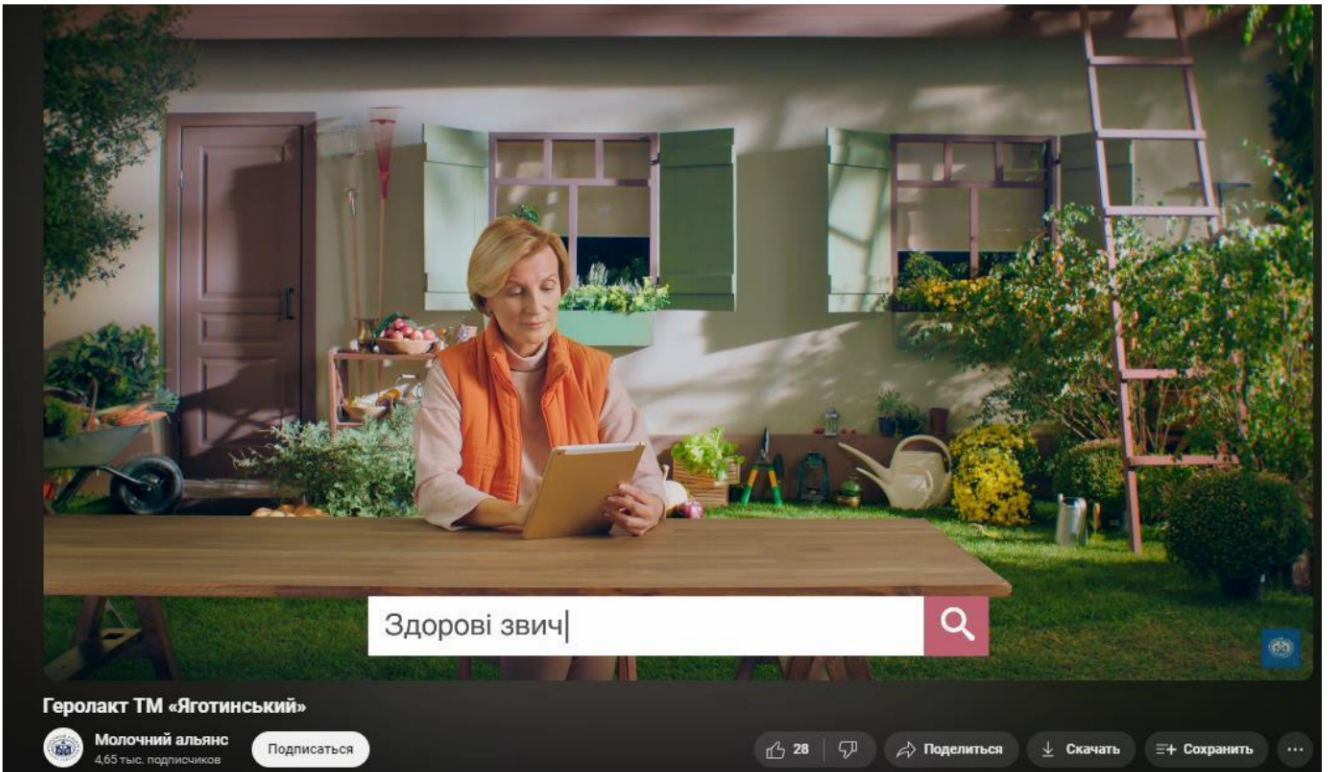 Здорові звич
Геролакт ТМ «Яготинський»
Молочний альянс
4,65 тыс. подписчиков
Подписаться
28
Поделиться
Скачать
Сохранить